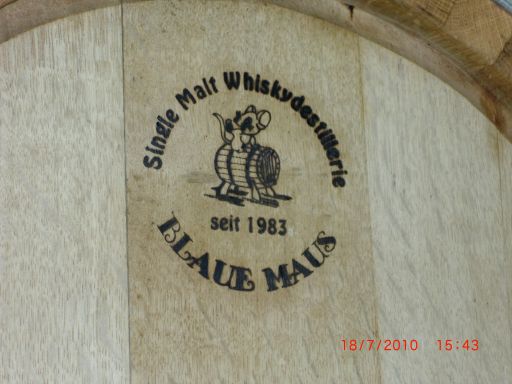 Single Malt Whiskydestillerie
seit 1983
BLAUE MAUS
18/7/2010 15:43